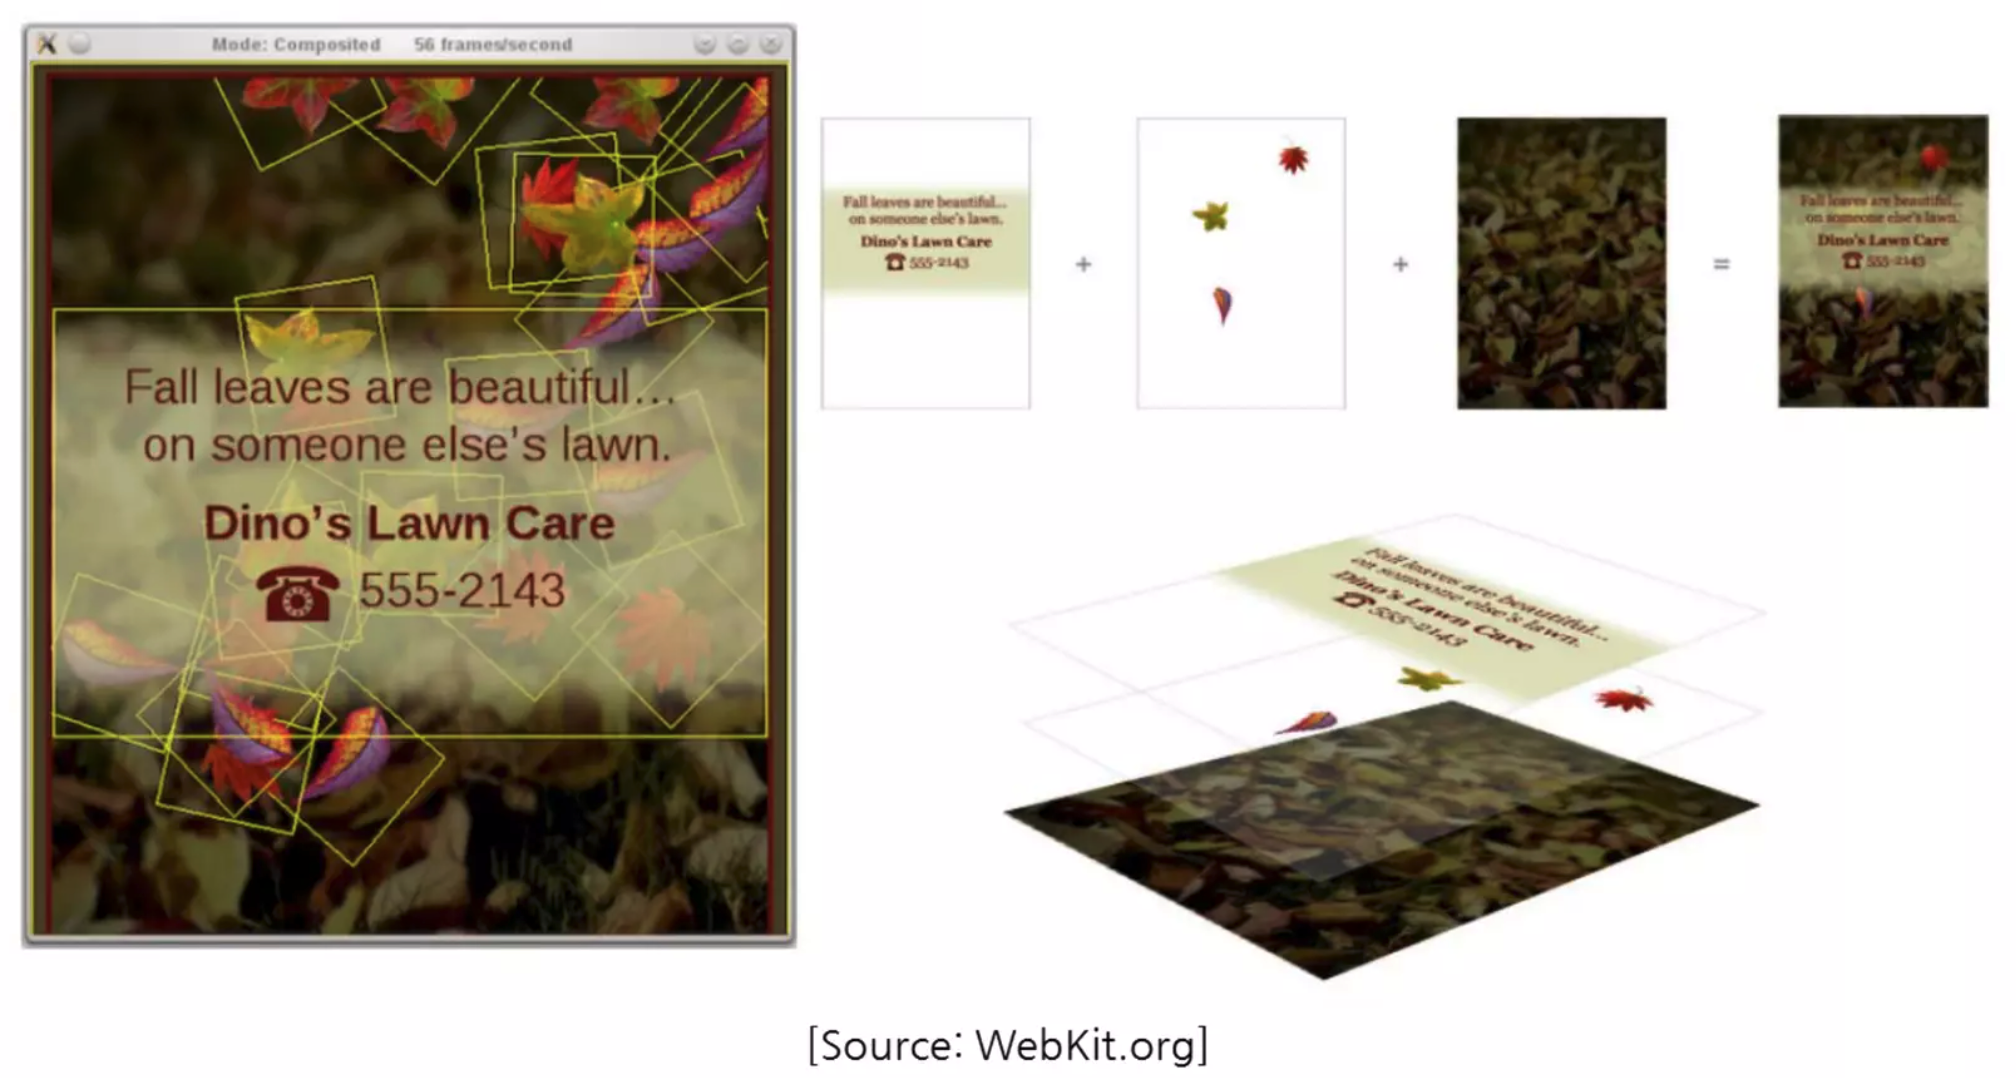 Mode: Composited 56 frames/second
Fall leaves are beautiful...
on someone else's lawn.
Dino's Lawn Care
☎ 555-2143
Fall leaves are beautiful...
on someone else's lawn.
Dino's Lawn Care
☎ 555-2143
+
+
=
Fall leaves are beautiful...
on someone else's lawn.
Dino's Lawn Care
☎ 555-2143
Fall leaves are beautiful...
on someone else's lawn.
Dino's Lawn Care
☎ 555-2143
[Source: WebKit.org]